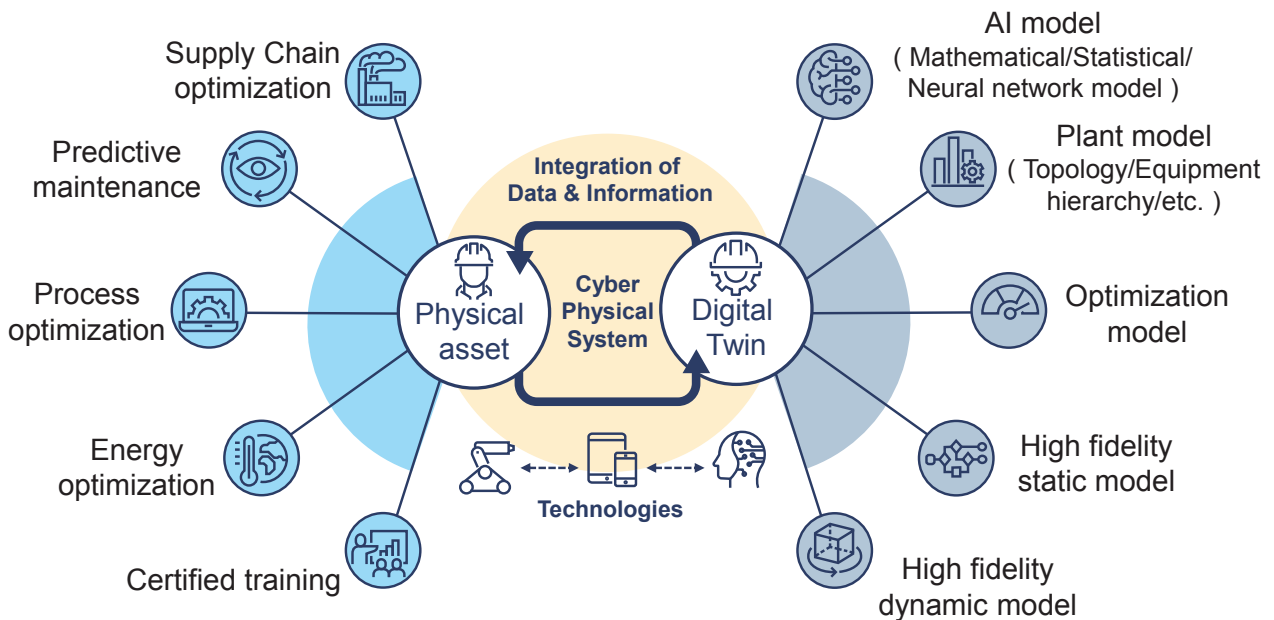 Supply Chain
optimization
Predictive
maintenance
Process
optimization
Energy
optimization
Certified training
Integration of
Data & Information
Physical
asset
Cyber
Physical
System
Digital
Twin
Technologies
AI model
( Mathematical/Statistical/
Neural network model )
Plant model
( Topology/Equipment
hierarchy/etc. )
Optimization
model
High fidelity
static model
High fidelity
dynamic model